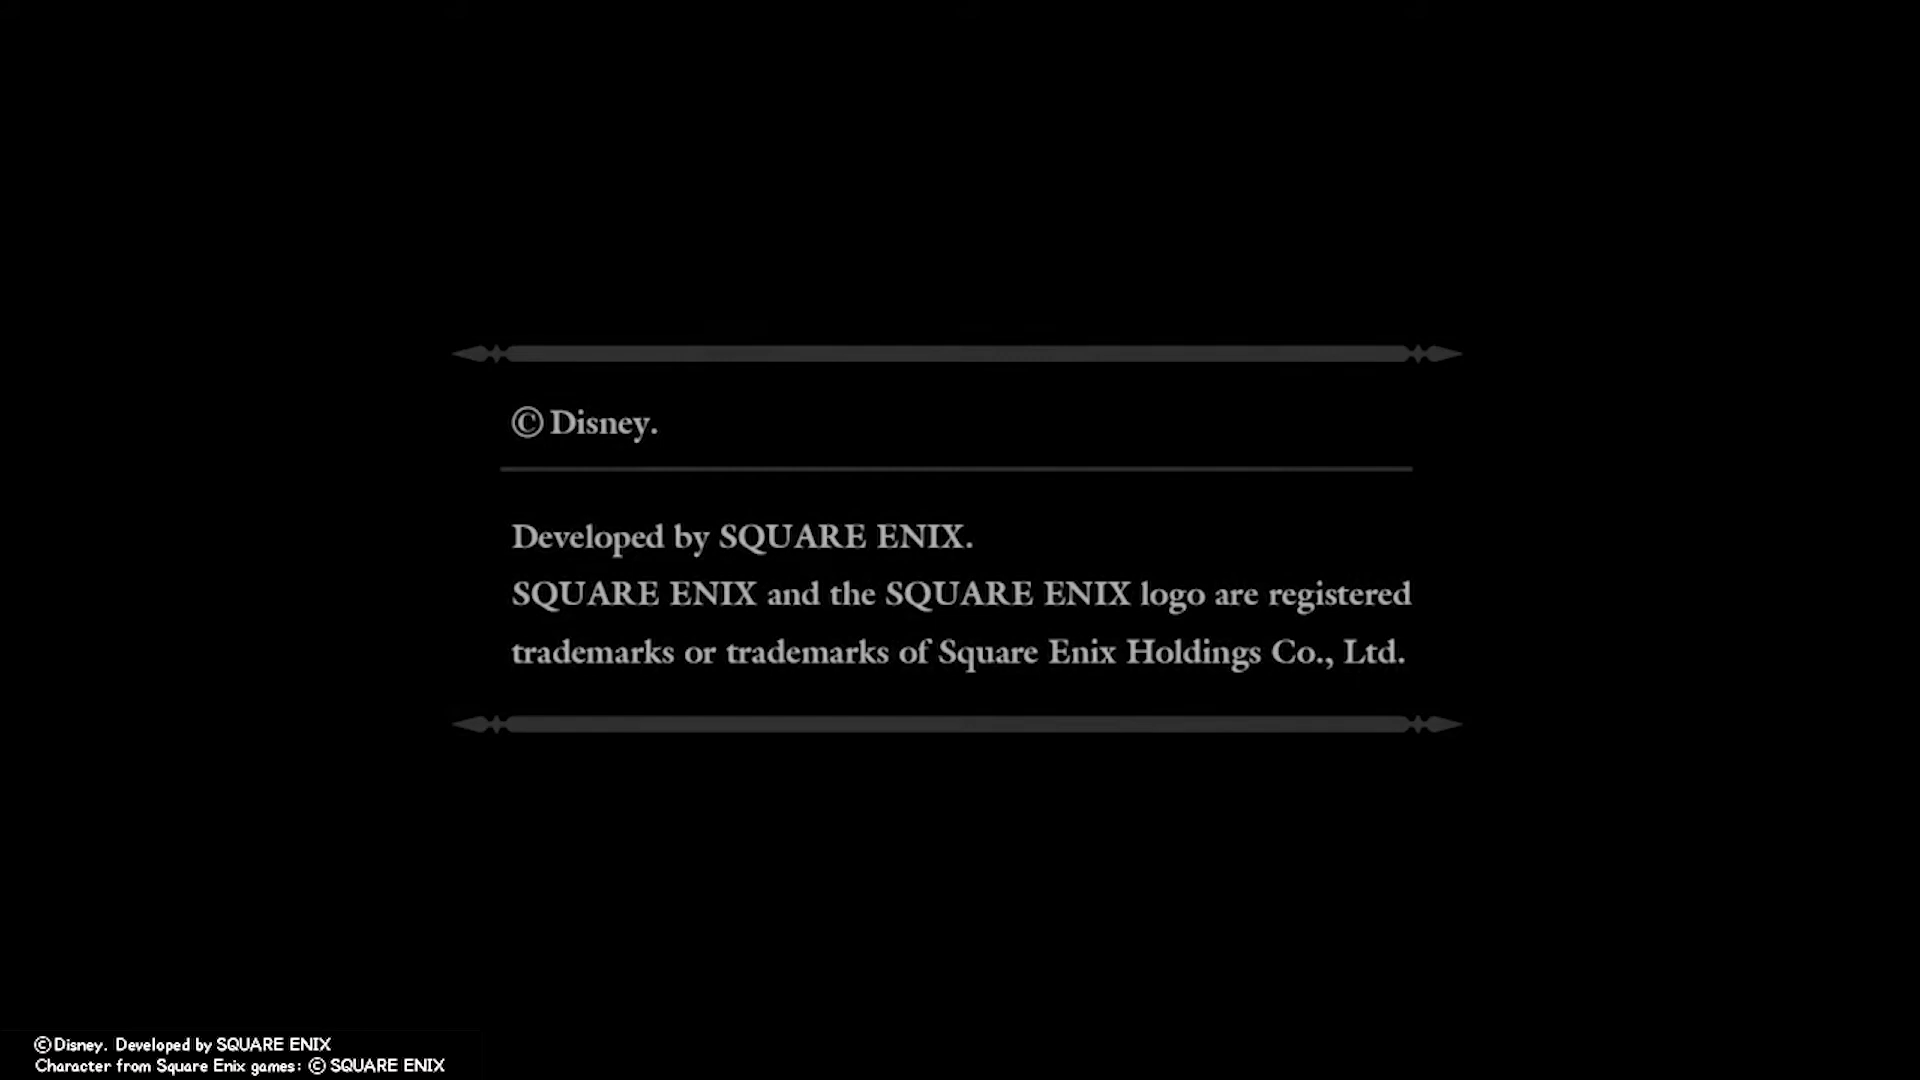 © Disney.
Developed by SQUARE ENIX.
SQUARE ENIX and the SQUARE ENIX logo are registered
trademarks or trademarks of Square Enix Holdings Co., Ltd.
©Disney. Developed by SQUARE ENIX
Character from Square Enix games: © SQUARE ENIX